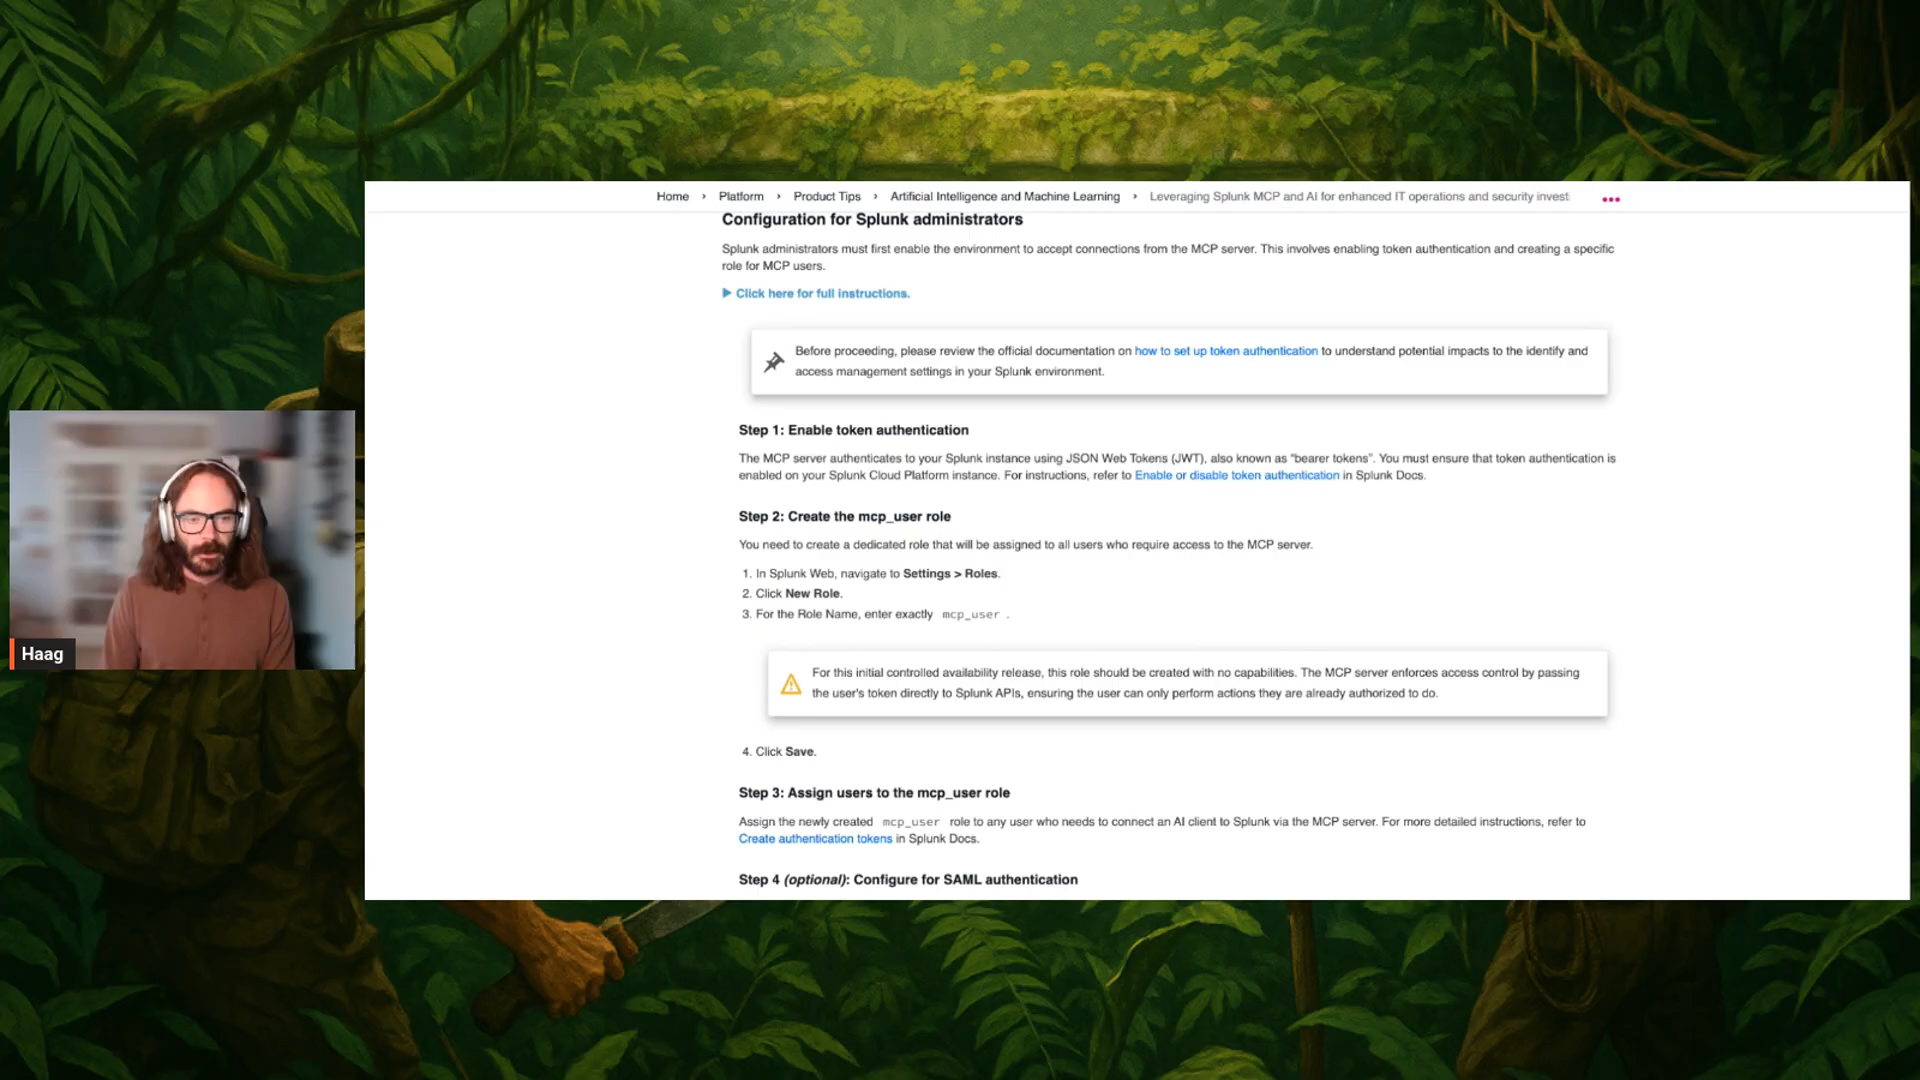 Home › Platform › Product Tips › Artificial Intelligence and Machine Learning › Leveraging Splunk MCP and AI for enhanced IT operations and security invest
Configuration for Splunk administrators
Splunk administrators must first enable the environment to accept connections from the MCP server. This involves enabling token authentication and creating a specific
role for MCP users.
Click here for full instructions.
Before proceeding, please review the official documentation on how to set up token authentication to understand potential impacts to the identify and
access management settings in your Splunk environment.
Step 1: Enable token authentication
The MCP server authenticates to your Splunk instance using JSON Web Tokens (JWT), also known as "bearer tokens". You must ensure that token authentication is
enabled on your Splunk Cloud Platform instance. For instructions, refer to Enable or disable token authentication in Splunk Docs.
Step 2: Create the mcp_user role
You need to create a dedicated role that will be assigned to all users who require access to the MCP server.
1. In Splunk Web, navigate to Settings > Roles.
2. Click New Role.
3. For the Role Name, enter exactly mcp_user .
For this initial controlled availability release, this role should be created with no capabilities. The MCP server enforces access control by passing
the user's token directly to Splunk APIs, ensuring the user can only perform actions they are already authorized to do.
4. Click Save.
Step 3: Assign users to the mcp_user role
Assign the newly created mcp_user role to any user who needs to connect an AI client to Splunk via the MCP server. For more detailed instructions, refer to
Create authentication tokens in Splunk Docs.
Step 4 (optional): Configure for SAML authentication
Haag